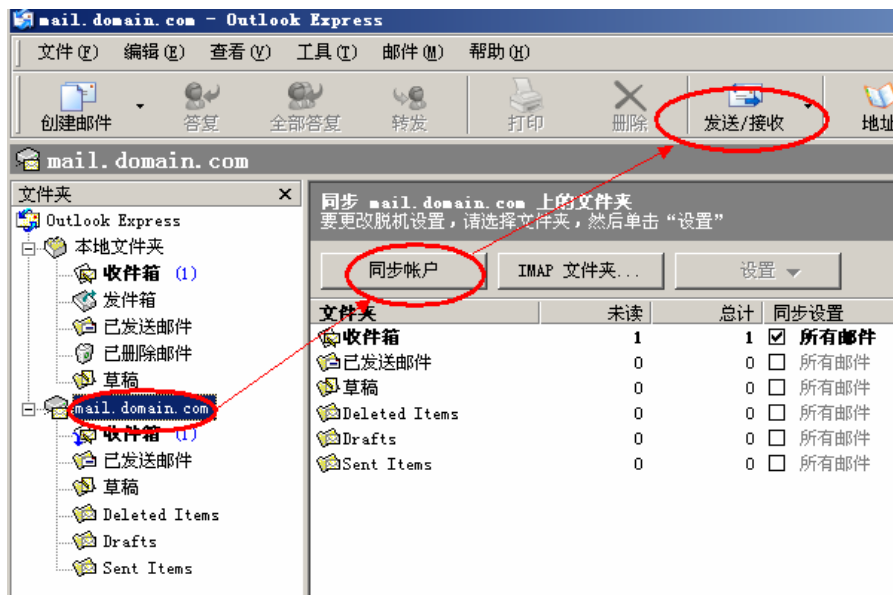 mail.domain.com - Outlook Express
文件(F) 编辑(E) 查看(V) 工具(T) 邮件(M) 帮助(H)
创建邮件 答复 全部答复 转发 打印 删除 发送/接收 地址
mail.domain.com
文件夹
Outlook Express
本地文件夹
收件箱 (1)
发件箱
已发送邮件
已删除邮件
草稿
mail.domain.com
收件箱 (1)
已发送邮件
草稿
Deleted Items
Drafts
Sent Items
同步 mail.domain.com 上的文件夹
要更改脱机设置，请选择文件夹，然后单击“设置”
同步帐户 IMAP 文件夹... 设置
文件夹 未读 总计 同步设置
收件箱 1 1 所有邮件
已发送邮件 0 0 所有邮件
草稿 0 0 所有邮件
Deleted Items 0 0 所有邮件
Drafts 0 0 所有邮件
Sent Items 0 0 所有邮件